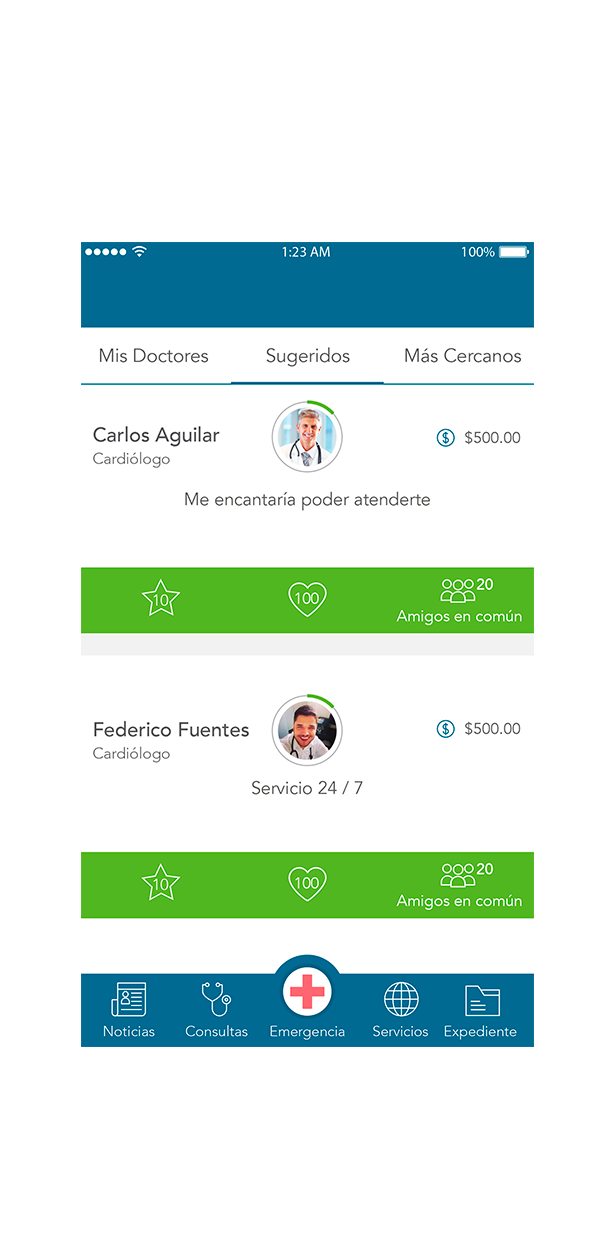 1:23 AM 100%
Mis Doctores Sugeridos Más Cercanos
Carlos Aguilar
Cardiólogo
$ $500.00
Me encantaría poder atenderte
10 100 20
Amigos en común
Federico Fuentes
Cardiólogo
$ $500.00
Servicio 24 / 7
10 100 20
Amigos en común
Noticias Consultas Emergencia Servicios Expediente